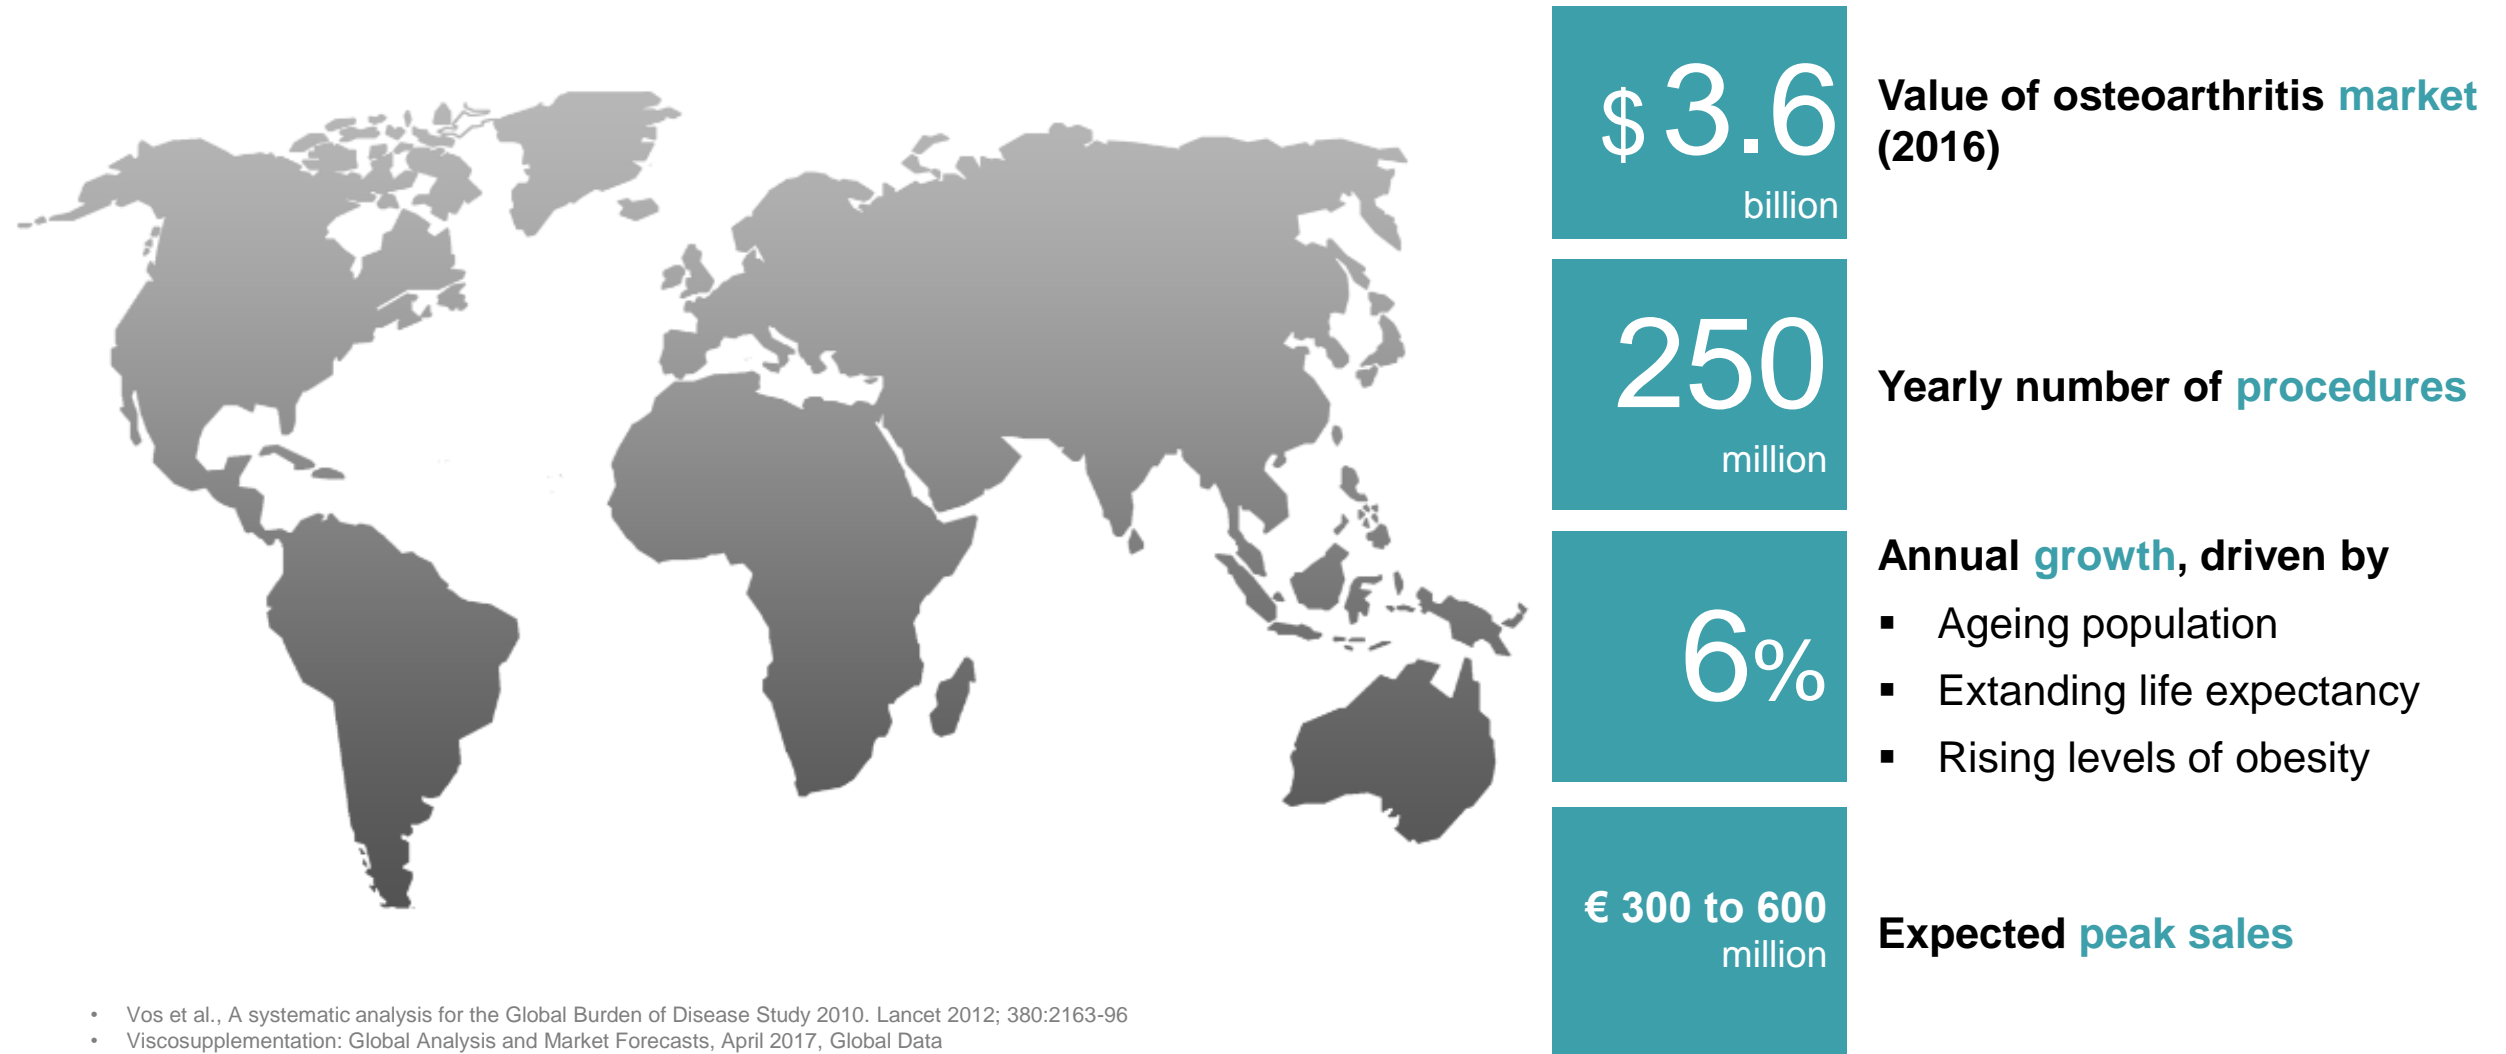 $ 3.6
billion
Value of osteoarthritis market
(2016)
250
million
Yearly number of procedures
6%
Annual growth, driven by
▪ Ageing population
▪ Extanding life expectancy
▪ Rising levels of obesity
€ 300 to 600
million
Expected peak sales
• Vos et al., A systematic analysis for the Global Burden of Disease Study 2010. Lancet 2012; 380:2163-96
• Viscosupplementation: Global Analysis and Market Forecasts, April 2017, Global Data